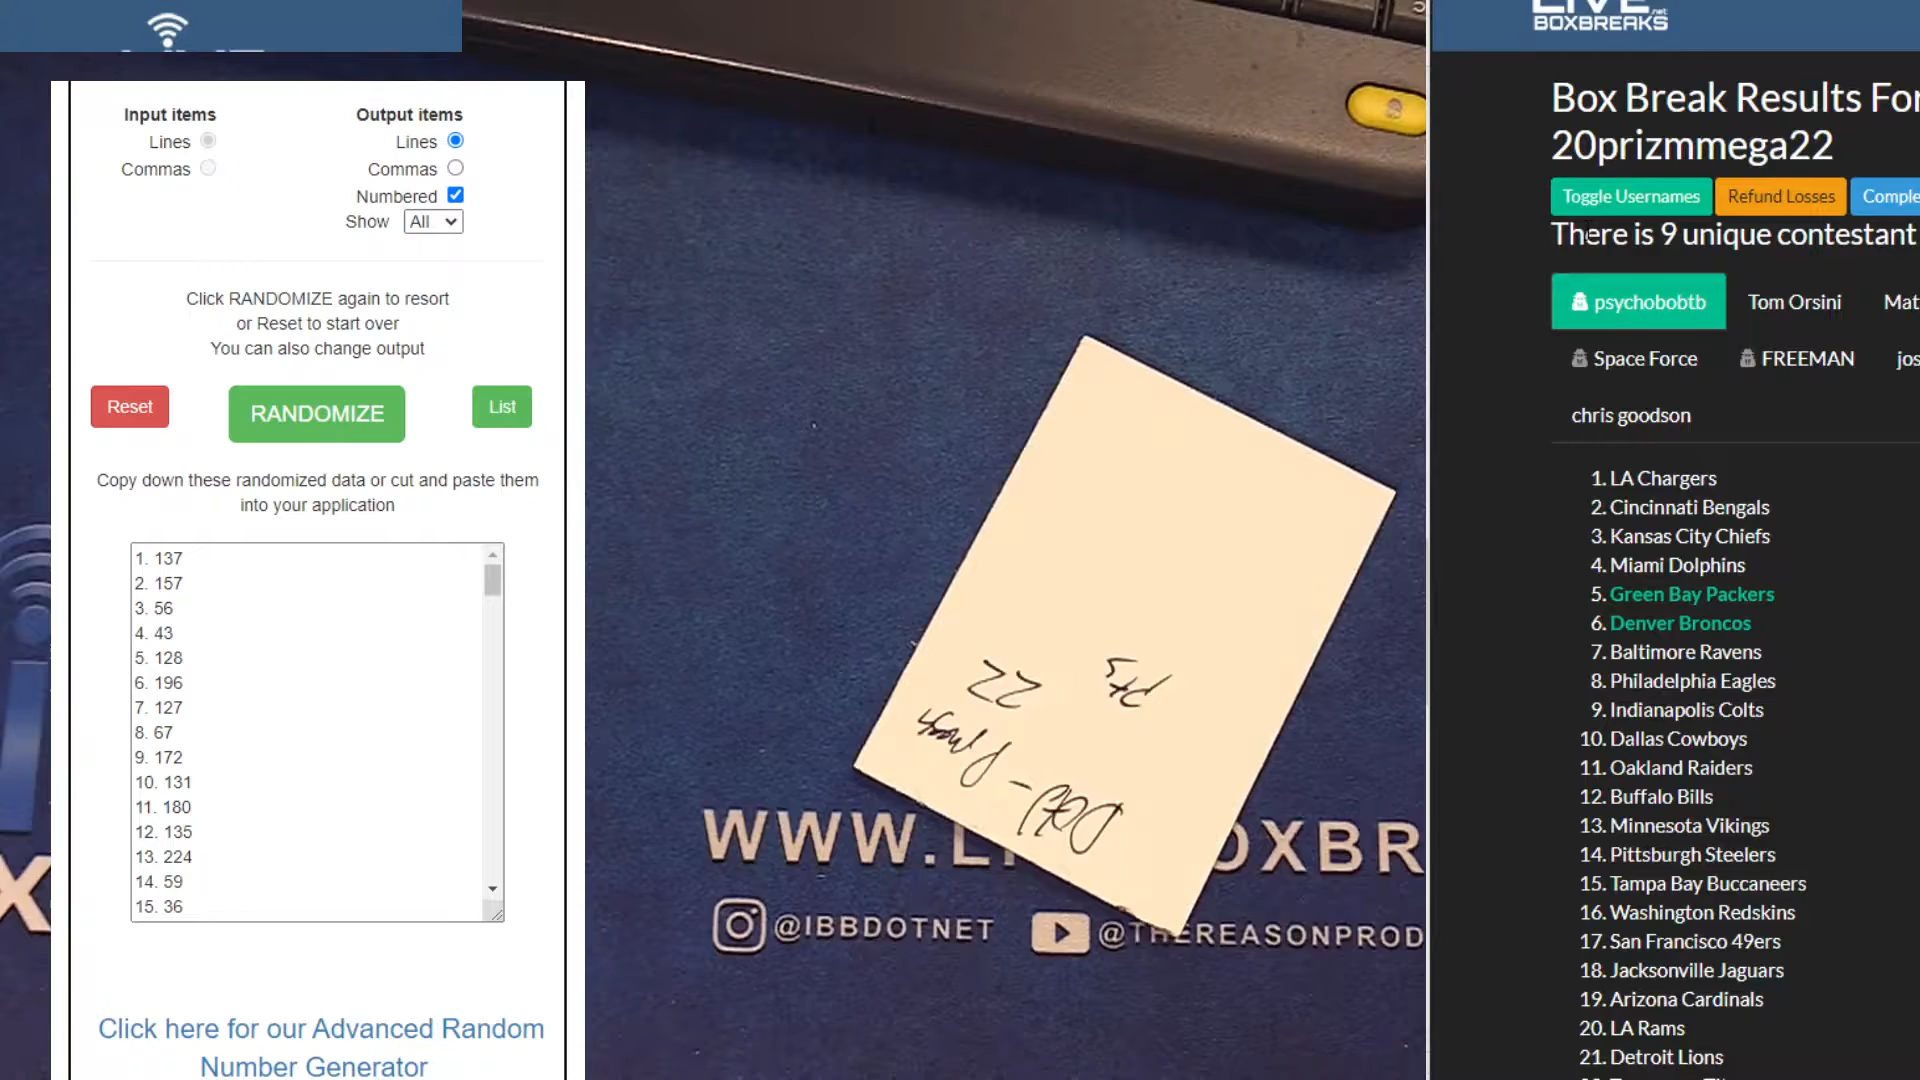 Input items
Output items
Lines
Lines
Commas
Commas
Numbered
Show All
Click RANDOMIZE again to resort
or Reset to start over
You can also change output
Reset
RANDOMIZE
List
Copy down these randomized data or cut and paste them
into your application
1. 137
2. 157
3. 56
4. 43
5. 128
6. 196
7. 127
8. 67
9. 172
10. 131
11. 180
12. 135
13. 224
14. 59
15. 36
Click here for our Advanced Random
Number Generator
22
WWW.L
OXBR
@IBBDOTNET
@THEREASONPROD
LIVE.net
BOXBREAKS
Box Break Results For
20prizmmega22
Toggle Usernames
Refund Losses
Comple
There is 9 unique contestant
psychobobtb
Tom Orsini
Mat
Space Force
FREEMAN
jos
chris goodson
1. LA Chargers
2. Cincinnati Bengals
3. Kansas City Chiefs
4. Miami Dolphins
5. Green Bay Packers
6. Denver Broncos
7. Baltimore Ravens
8. Philadelphia Eagles
9. Indianapolis Colts
10. Dallas Cowboys
11. Oakland Raiders
12. Buffalo Bills
13. Minnesota Vikings
14. Pittsburgh Steelers
15. Tampa Bay Buccaneers
16. Washington Redskins
17. San Francisco 49ers
18. Jacksonville Jaguars
19. Arizona Cardinals
20. LA Rams
21. Detroit Lions